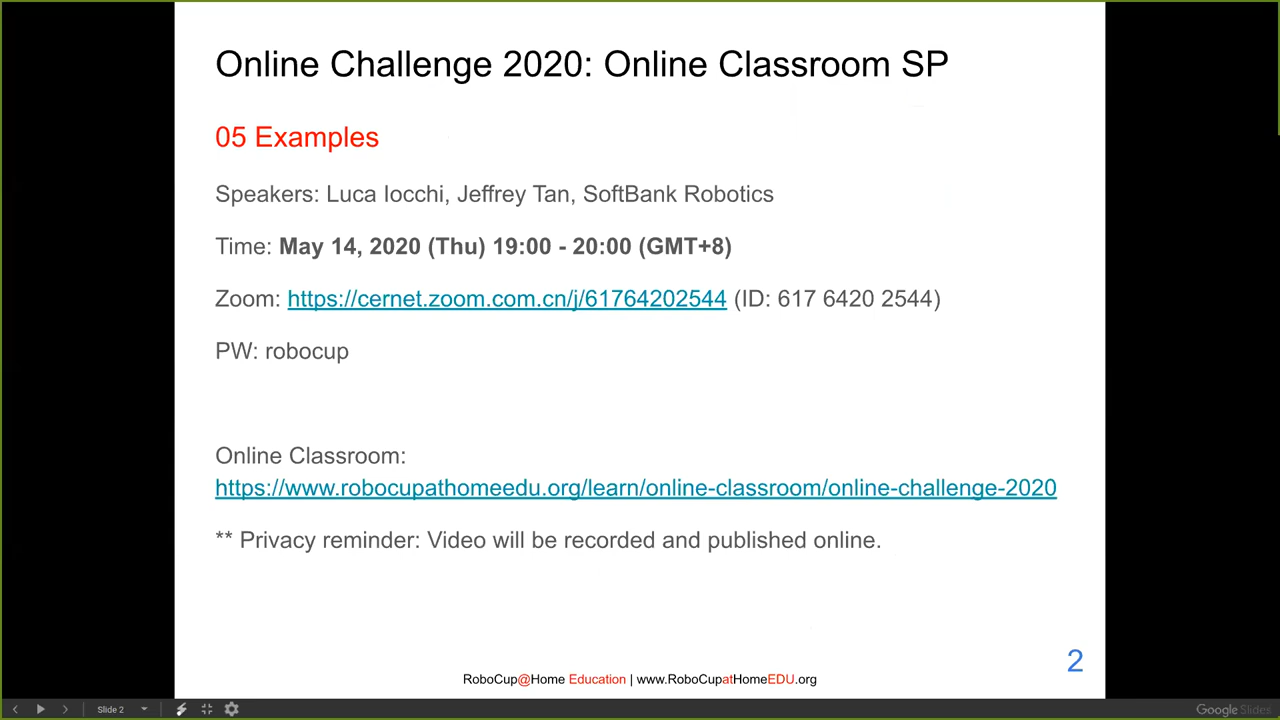 Online Challenge 2020: Online Classroom SP
05 Examples
Speakers: Luca Iocchi, Jeffrey Tan, SoftBank Robotics
Time: May 14, 2020 (Thu) 19:00 - 20:00 (GMT+8)
Zoom: https://cernet.zoom.com.cn/j/61764202544 (ID: 617 6420 2544)
PW: robocup
Online Classroom:
https://www.robocupathomeedu.org/learn/online-classroom/online-challenge-2020
** Privacy reminder: Video will be recorded and published online.
2
RoboCup@Home Education | www.RoboCupatHomeEDU.org
Slide 2
Google Slides